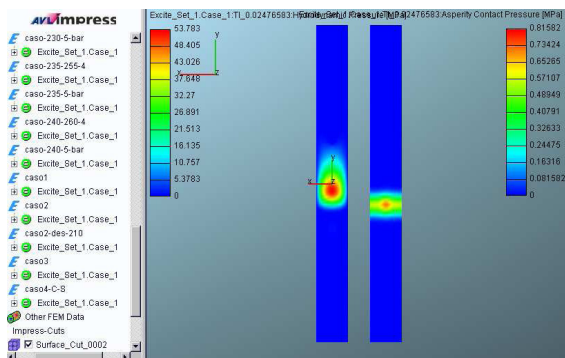 AVL impress
caso-230-5-bar
Excite_Set_1.Case_1
caso-235-255-4
Excite_Set_1.Case_1
caso-235-5-bar
Excite_Set_1.Case_1
caso-240-260-4
Excite_Set_1.Case_1
caso-240-5-bar
Excite_Set_1.Case_1
caso1
Excite_Set_1.Case_1
caso2
Excite_Set_1.Case_1
caso2-des-210
Excite_Set_1.Case_1
caso3
Excite_Set_1.Case_1
caso4-C-S
Excite_Set_1.Case_1
Other FEM Data
Impress-Cuts
Surface_Cut_0002
Excite_Set_1.Case_1:TI_0.02476583:
02476583:Asperity Contact Pressure [MPa]
53.783
48.405
43.026
37.648
32.27
26.891
21.513
16.135
10.757
5.3783
0
y
x
z
y
x
z
0.81582
0.73424
0.65265
0.57107
0.48949
0.40791
0.32633
0.24475
0.16316
0.081582
0